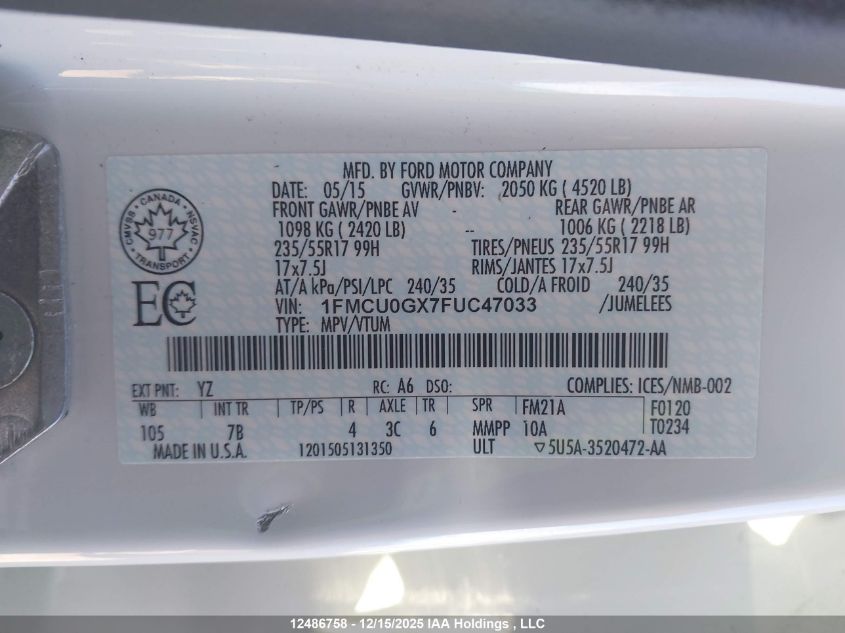 MFD. BY FORD MOTOR COMPANY
DATE: 05/15 GVWR/PNBV: 2050 KG ( 4520 LB)
FRONT GAWR/PNBE AV - REAR GAWR/PNBE AR
1098 KG ( 2420 LB) -- 1006 KG ( 2218 LB)
235/55R17 99H TIRES/PNEUS 235/55R17 99H
17x7.5J RIMS/JANTES 17x7.5J
AT/A kPa/PSI/LPC 240/35 COLD/A FROID 240/35
VIN: 1FMCU0GX7FUC47033 /JUMELEES
TYPE: MPV/VTUM
CANADA
CMVSS NSVAC
977
TRANSPORT
EC
EXT PNT: YZ RC: A6 DSO: COMPLIES: ICES/NMB-002
WB INT TR TP/PS R AXLE TR SPR FM21A F0120
105 7B 4 3C 6 MMPP 10A T0234
MADE IN U.S.A. 1201505131350 ULT ▽5U5A-3520472-AA
12486758 - 12/15/2025 IAA Holdings , LLC